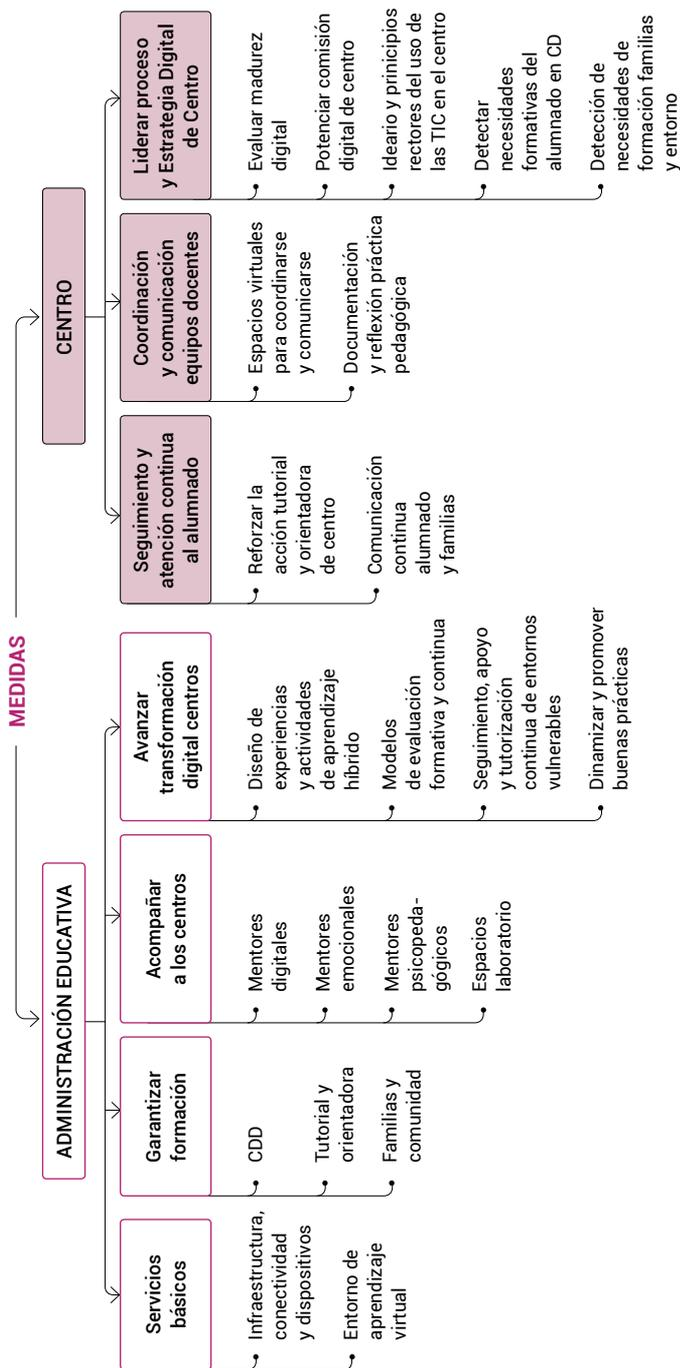 MEDIDAS
ADMINISTRACIÓN EDUCATIVA
Servicios
básicos
Infraestructura,
conectividad
y dispositivos
Entorno de
aprendizaje
virtual
Garantizar
formación
CDD
Tutorial y
orientadora
Familias y
comunidad
Acompañar
a los centros
Mentores
digitales
Mentores
emocionales
Mentores
psicopeda-
gógicos
Espacios
laboratorio
Avanzar
transformación
digital centros
Diseño de
experiencias
y actividades
de aprendizaje
híbrido
Modelos
de evaluación
formativa y continua
Seguimiento, apoyo
y tutorización
continua de entornos
vulnerables
Dinamizar y promover
buenas prácticas
CENTRO
Seguimiento y
atención continua
al alumnado
Reforzar la
acción tutorial
y orientadora
de centro
Comunicación
continua
alumnado
y familias
Coordinación
y comunicación
equipos docentes
Espacios virtuales
para coordinarse
y comunicarse
Documentación
y reflexión práctica
pedagógica
Liderar proceso
y Estrategia Digital
de Centro
Evaluar madurez
digital
Potenciar comisión
digital de centro
Ideario y prinicipios
rectores del uso de
las TIC en el centro
Detectar
necesidades
formativas del
alumnado en CD
Detección de
necesidades de
formación familias
y entorno